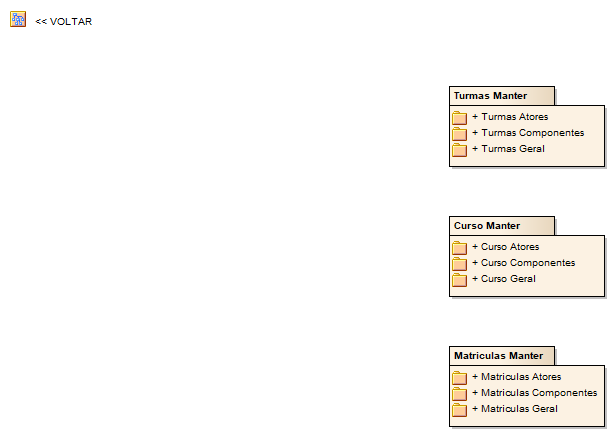 << VOLTAR
Turmas Manter
+ Turmas Atores
+ Turmas Componentes
+ Turmas Geral
Curso Manter
+ Curso Atores
+ Curso Componentes
+ Curso Geral
Matriculas Manter
+ Matriculas Atores
+ Matriculas Componentes
+ Matriculas Geral